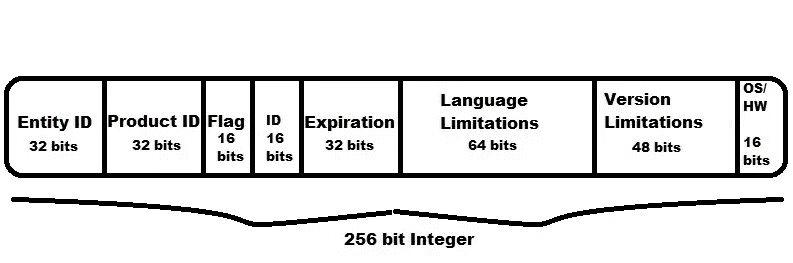 Entity ID
32 bits
Product ID
32 bits
Flag
16
bits
ID
16
bits
Expiration
32 bits
Language
Limitations
64 bits
Version
Limitations
48 bits
OS/
HW
16
bits
256 bit Integer